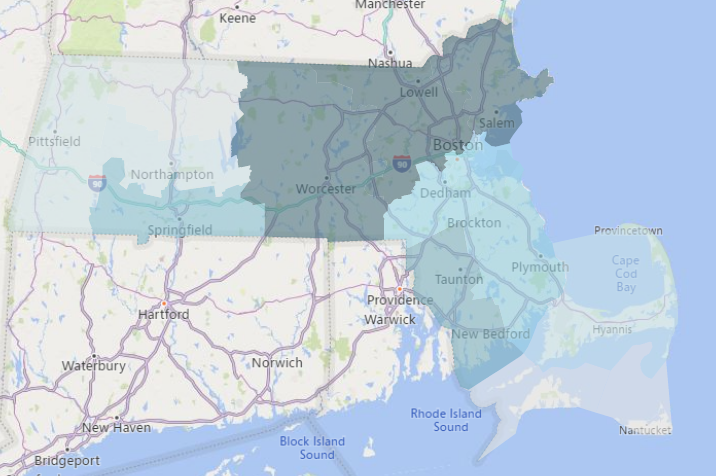 Manchester
Keene
Nashua
Lowell
Salem
Boston
Pittsfield
90
90
Northampton
Worcester
Dedham
Springfield
Brockton
Provincetown
Cape
Cod
Bay
Plymouth
Taunton
Providence
Hartford
Warwick
New Bedford
Hyannis
Waterbury
Norwich
Rhode Island
Sound
New Haven
Nantucket
Block Island
Sound
Bridgeport